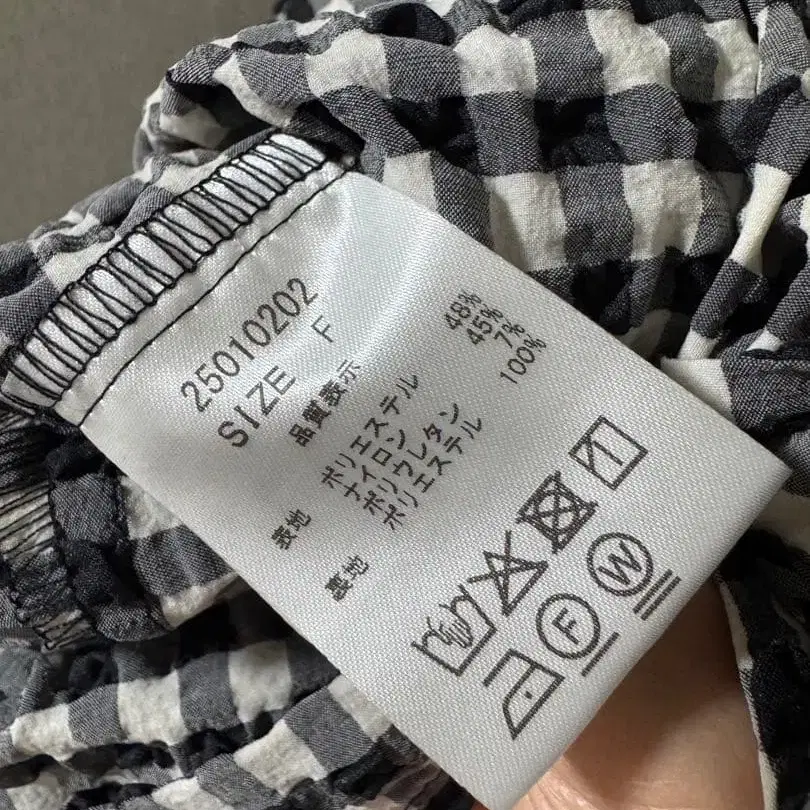 25010202
SIZE F
品質表示
表地 ポリエステル 48%
ナイロン 45%
ポリウレタン 7%
裏地 ポリエステル 100%
F
W